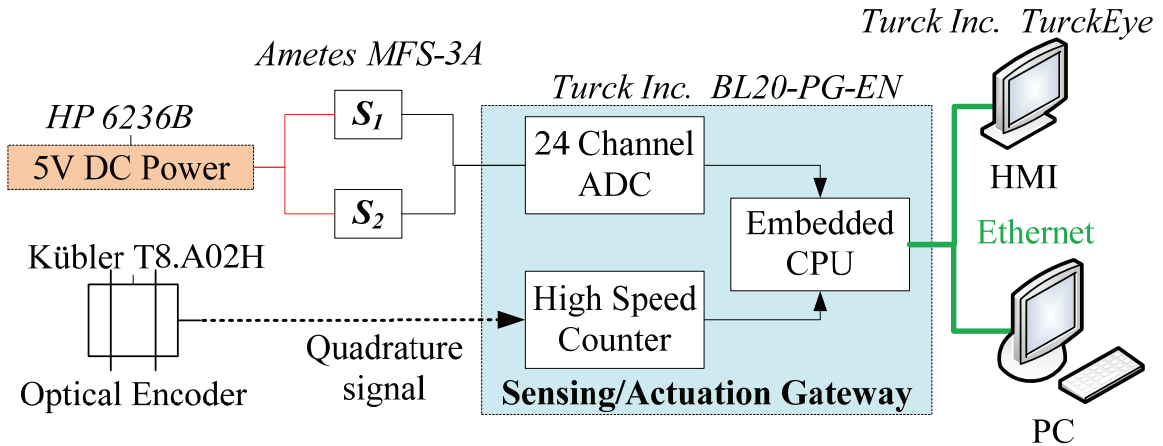 Turck Inc. TurckEye
Ametes MFS-3A
Turck Inc. BL20-PG-EN
HP 6236B
5V DC Power
S1
S2
24 Channel
ADC
HMI
Embedded
CPU
Ethernet
Kübler T8.A02H
Optical Encoder
Quadrature
signal
High Speed
Counter
Sensing/Actuation Gateway
PC